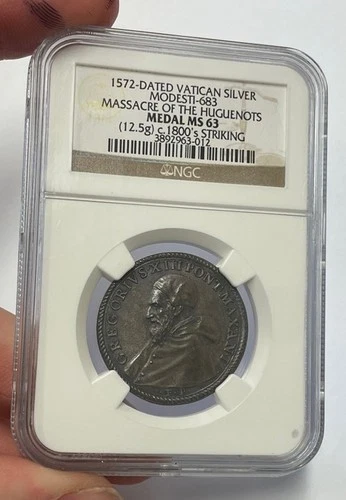 1572-DATED VATICAN SILVER
MODESTI-683
MASSACRE OF THE HUGUENOTS
MEDAL MS 63
(12.5g) c.1800's STRIKING
3892963-012
NGC
GREGORIVS XIII PONT MAX AN I